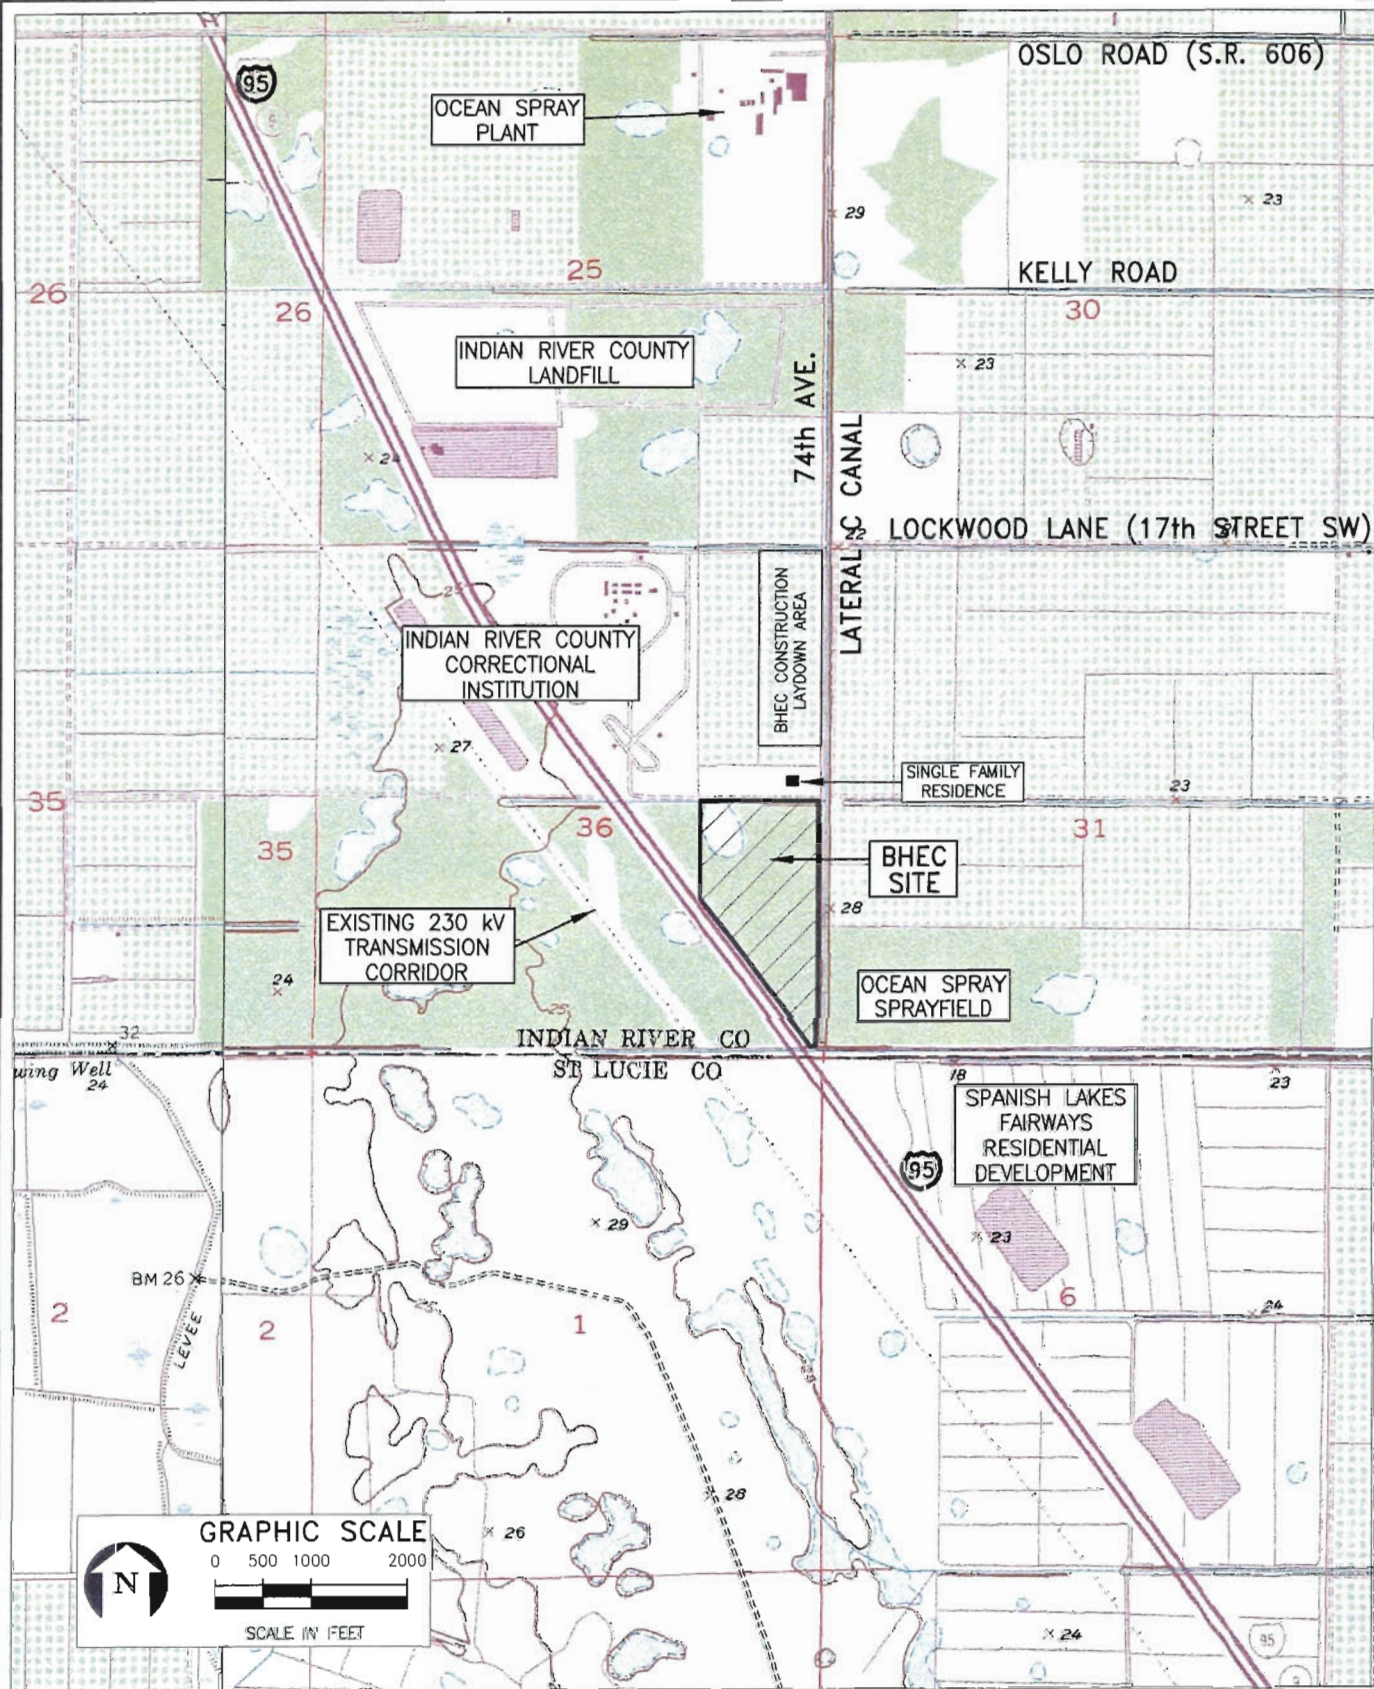 OSLO ROAD (S.R. 606)
95
OCEAN SPRAY
PLANT
23
29
25
KELLY ROAD
26
26
30
INDIAN RIVER COUNTY
LANDFILL
23
74th AVE.
24
LATERAL C CANAL
LOCKWOOD LANE (17th STREET SW)
BHEC CONSTRUCTION
LAYDOWN AREA
25
INDIAN RIVER COUNTY
CORRECTIONAL
INSTITUTION
27
SINGLE FAMILY
RESIDENCE
23
35
36
31
35
BHEC
SITE
28
EXISTING 230 kV
TRANSMISSION
CORRIDOR
24
OCEAN SPRAY
SPRAYFIELD
25
32
INDIAN RIVER CO
ST LUCIE CO
wing Well
24
18
23
SPANISH LAKES
FAIRWAYS
RESIDENTIAL
DEVELOPMENT
95
29
23
BM 26
6
24
2
2
1
LEVEE
28
26
GRAPHIC SCALE
0 500 1000 2000
N
SCALE IN FEET
24
95
9